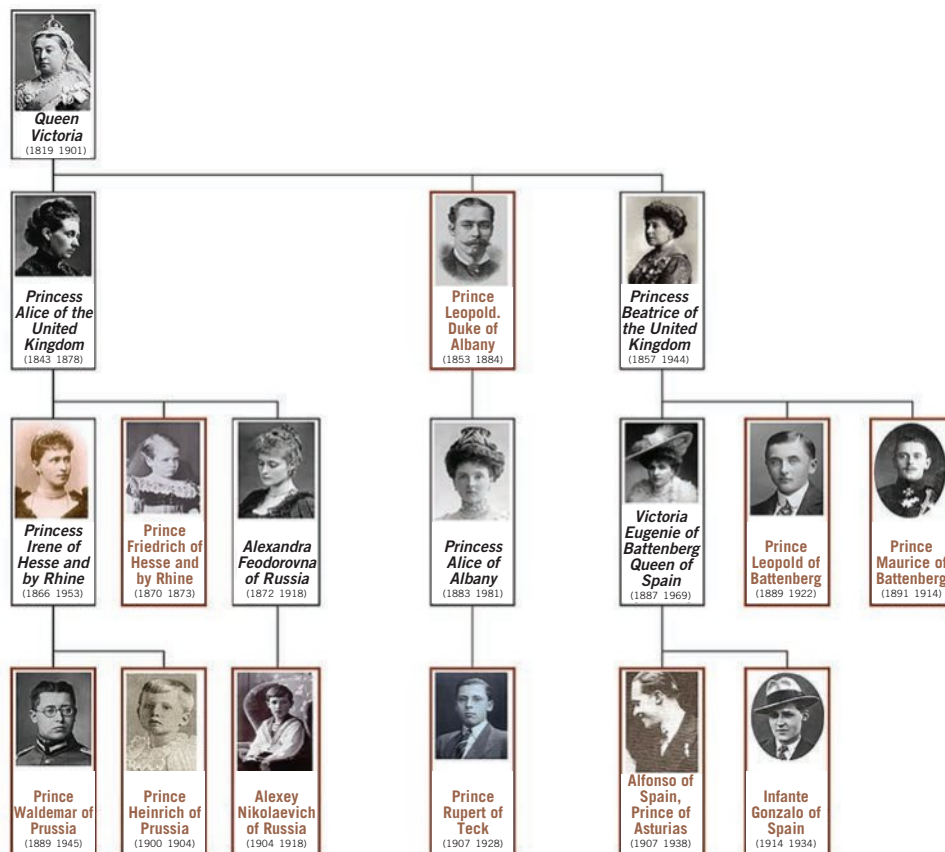 Queen
Victoria
(1819 1901)
Princess
Alice of the
United
Kingdom
(1843 1878)
Prince
Leopold.
Duke of
Albany
(1853 1884)
Princess
Beatrice of
the United
Kingdom
(1857 1944)
Princess
Irene of
Hesse and
by Rhine
(1866 1953)
Prince
Friedrich of
Hesse and
by Rhine
(1870 1873)
Alexandra
Feodorovna
of Russia
(1872 1918)
Princess
Alice of
Albany
(1883 1981)
Victoria
Eugenie of
Battenberg
Queen of
Spain
(1887 1969)
Prince
Leopold of
Battenberg
(1889 1922)
Prince
Maurice of
Battenberg
(1891 1914)
Prince
Waldemar of
Prussia
(1889 1945)
Prince
Heinrich of
Prussia
(1900 1904)
Alexey
Nikolaevich
of Russia
(1904 1918)
Prince
Rupert of
Teck
(1907 1928)
Alfonso of
Spain,
Prince of
Asturias
(1907 1938)
Infante
Gonzalo of
Spain
(1914 1934)